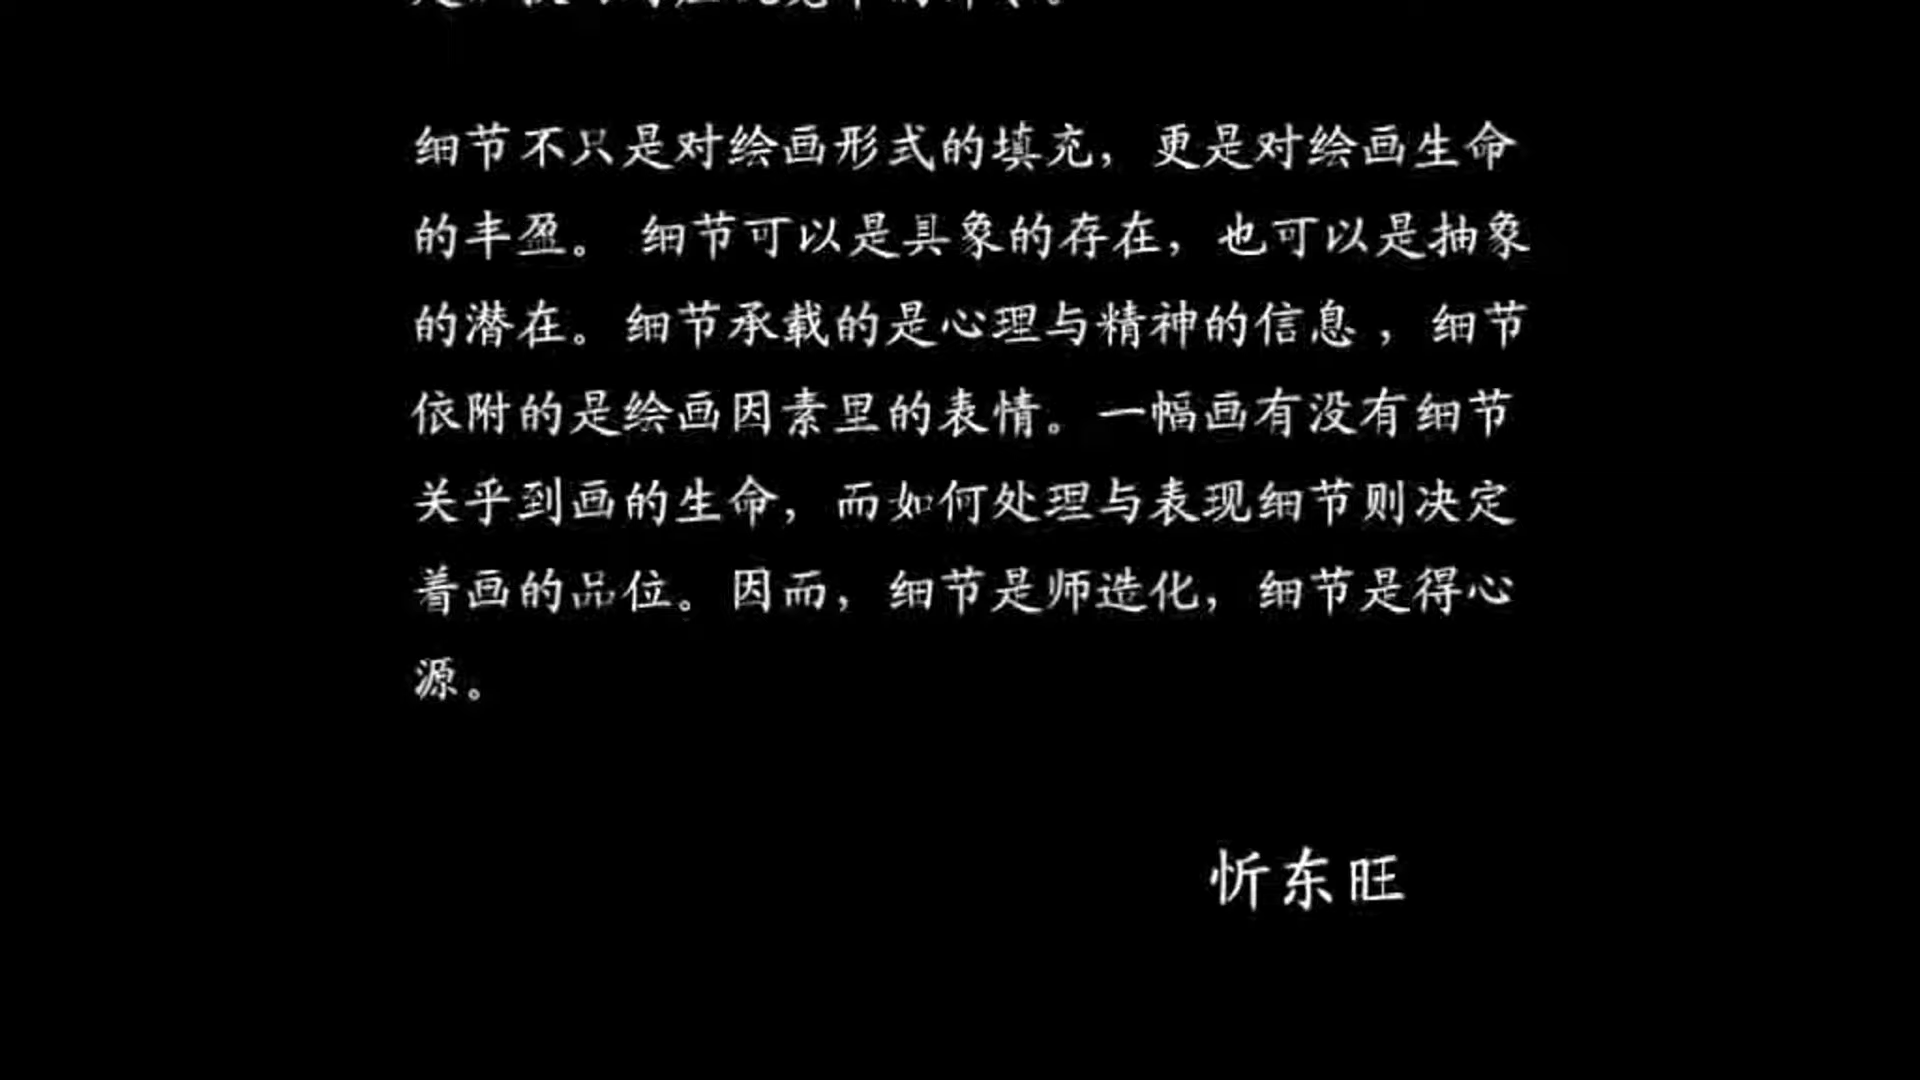 细节不只是对绘画形式的填充，更是对绘画生命
的丰盈。 细节可以是具象的存在，也可以是抽象
的潜在。细节承载的是心理与精神的信息 ，细节
依附的是绘画因素里的表情。一幅画有没有细节
关乎到画的生命，而如何处理与表现细节则决定
着画的品位。因而，细节是师造化，细节是得心
源。
忻东旺